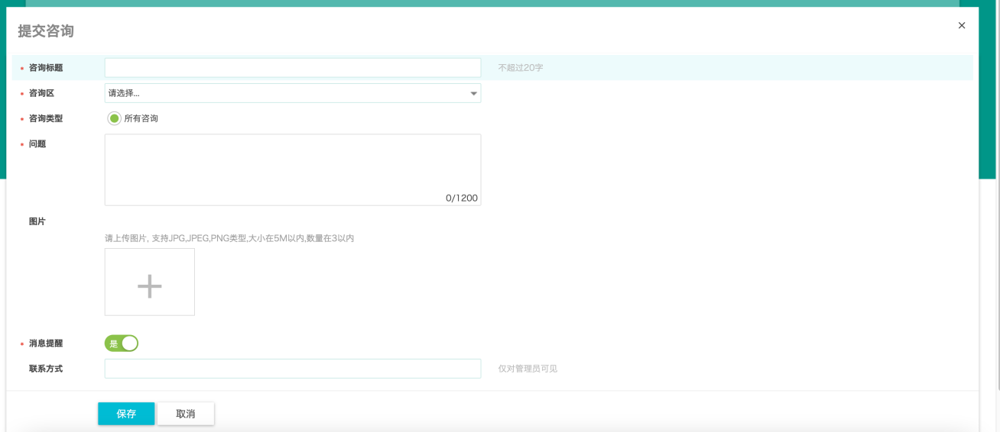 提交咨询
×
* 咨询标题 不超过20字
* 咨询区 请选择...
* 咨询类型 所有咨询
* 问题
0/1200
图片
请上传图片, 支持JPG,JPEG,PNG类型,大小在5M以内,数量在3以内
* 消息提醒 是
联系方式 仅对管理员可见
保存 取消